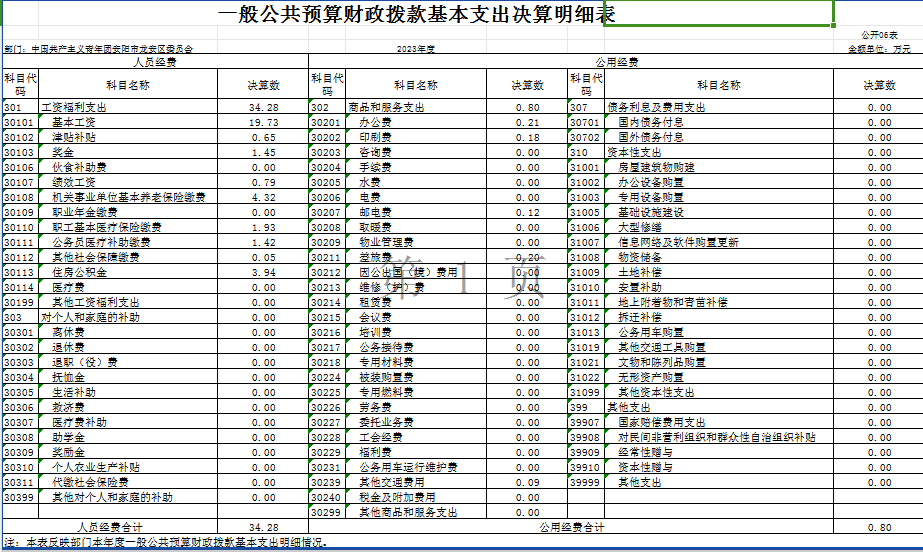 一般公共预算财政拨款基本支出决算明细表
公开06表
部门：中国共产主义青年团安阳市龙安区委员会 2023年度 金额单位：万元
人员经费 公用经费
科目代码 科目名称 决算数 科目代码 科目名称 决算数 科目代码 科目名称 决算数
301 工资福利支出 34.28 302 商品和服务支出 0.80 307 债务利息及费用支出 0.00
30101 基本工资 19.73 30201 办公费 0.21 30701 国内债务付息 0.00
30102 津贴补贴 0.65 30202 印刷费 0.18 30702 国外债务付息 0.00
30103 奖金 1.45 30203 咨询费 0.00 310 资本性支出 0.00
30106 伙食补助费 0.00 30204 手续费 0.00 31001 房屋建筑物购建 0.00
30107 绩效工资 0.79 30205 水费 0.00 31002 办公设备购置 0.00
30108 机关事业单位基本养老保险缴费 4.32 30206 电费 0.00 31003 专用设备购置 0.00
30109 职业年金缴费 0.00 30207 邮电费 0.12 31005 基础设施建设 0.00
30110 职工基本医疗保险缴费 1.93 30208 取暖费 0.00 31006 大型修缮 0.00
30111 公务员医疗补助缴费 1.42 30209 物业管理费 0.00 31007 信息网络及软件购置更新 0.00
30112 其他社会保障缴费 0.05 30211 差旅费 0.20 31008 物资储备 0.00
30113 住房公积金 3.94 30212 因公出国（境）费用 0.00 31009 土地补偿 0.00
30114 医疗费 0.00 30213 维修（护）费 0.00 31010 安置补助 0.00
30199 其他工资福利支出 0.00 30214 租赁费 0.00 31011 地上附着物和青苗补偿 0.00
303 对个人和家庭的补助 0.00 30215 会议费 0.00 31012 拆迁补偿 0.00
30301 离休费 0.00 30216 培训费 0.00 31013 公务用车购置 0.00
30302 退休费 0.00 30217 公务接待费 0.00 31019 其他交通工具购置 0.00
30303 退职（役）费 0.00 30218 专用材料费 0.00 31021 文物和陈列品购置 0.00
30304 抚恤金 0.00 30224 被装购置费 0.00 31022 无形资产购置 0.00
30305 生活补助 0.00 30225 专用燃料费 0.00 31099 其他资本性支出 0.00
30306 救济费 0.00 30226 劳务费 0.00 399 其他支出 0.00
30307 医疗费补助 0.00 30227 委托业务费 0.00 39907 国家赔偿费用支出 0.00
30308 助学金 0.00 30228 工会经费 0.00 39908 对民间非营利组织和群众性自治组织补贴 0.00
30309 奖励金 0.00 30229 福利费 0.00 39909 经常性赠与 0.00
30310 个人农业生产补贴 0.00 30231 公务用车运行维护费 0.00 39910 资本性赠与 0.00
30311 代缴社会保险费 0.00 30239 其他交通费用 0.09 39999 其他支出 0.00
30399 其他对个人和家庭的补助 0.00 30240 税金及附加费用 0.00
30299 其他商品和服务支出 0.00
人员经费合计 34.28 公用经费合计 0.80
注：本表反映部门本年度一般公共预算财政拨款基本支出明细情况。
第 1 页